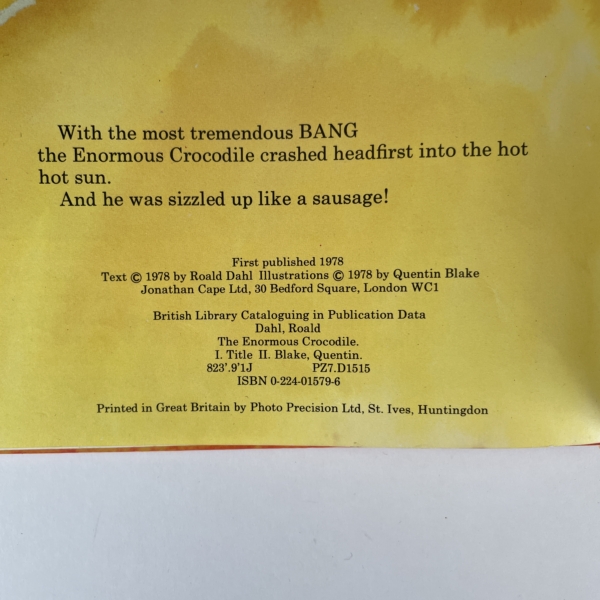 With the most tremendous BANG
the Enormous Crocodile crashed headfirst into the hot
hot sun.
And he was sizzled up like a sausage!
First published 1978
Text © 1978 by Roald Dahl Illustrations © 1978 by Quentin Blake
Jonathan Cape Ltd, 30 Bedford Square, London WC1
British Library Cataloguing in Publication Data
Dahl, Roald
The Enormous Crocodile.
I. Title II. Blake, Quentin.
823'.9'1J PZ7.D1515
ISBN 0-224-01579-6
Printed in Great Britain by Photo Precision Ltd, St. Ives, Huntingdon